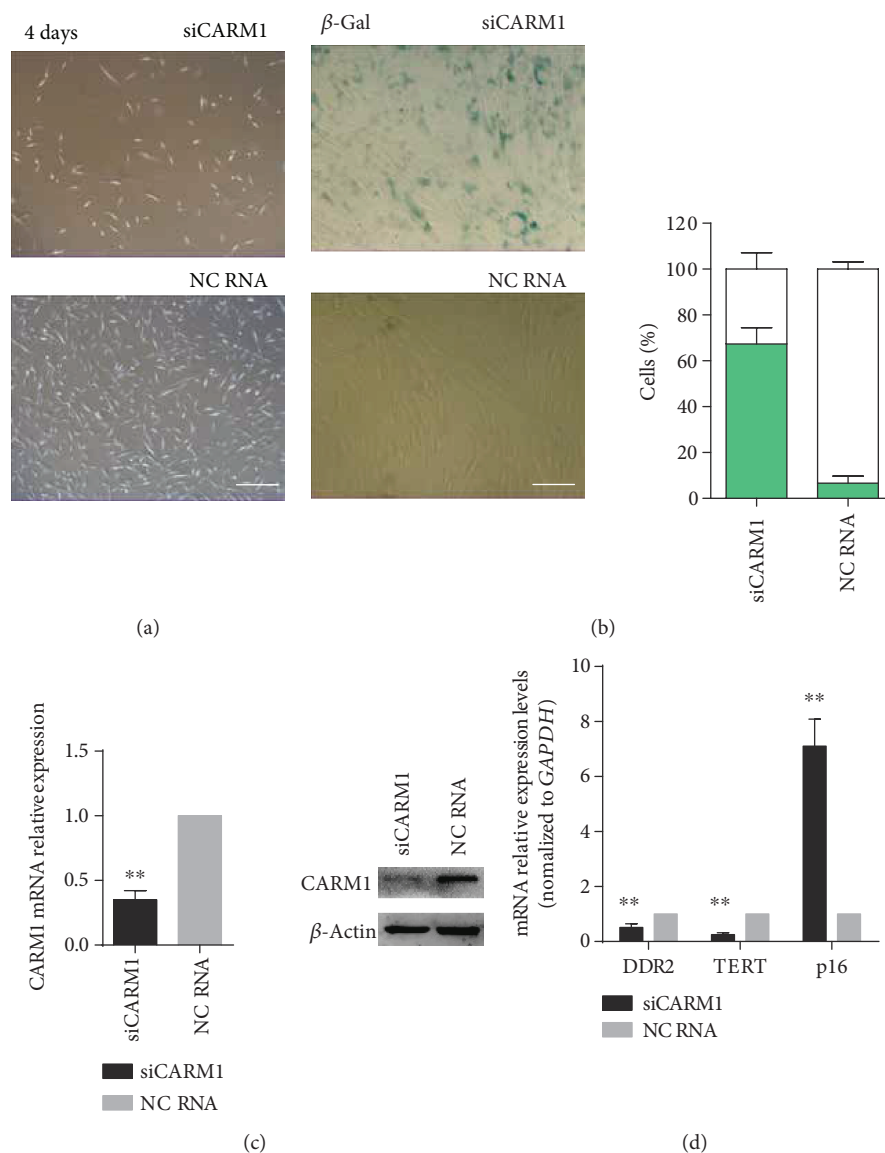 4 days
siCARM1
β-Gal
siCARM1
NC RNA
NC RNA
(a)
120
100
80
60
40
20
0
Cells (%)
siCARM1
NC RNA
(b)
CARM1 mRNA relative expression
1.5
1.0
0.5
0.0
**
siCARM1
NC RNA
siCARM1
NC RNA
siCARM1
NC RNA
CARM1
β-Actin
(c)
mRNA relative expression levels
(nomalized to GAPDH)
10
8
6
4
2
0
**
**
**
DDR2
TERT
p16
siCARM1
NC RNA
(d)